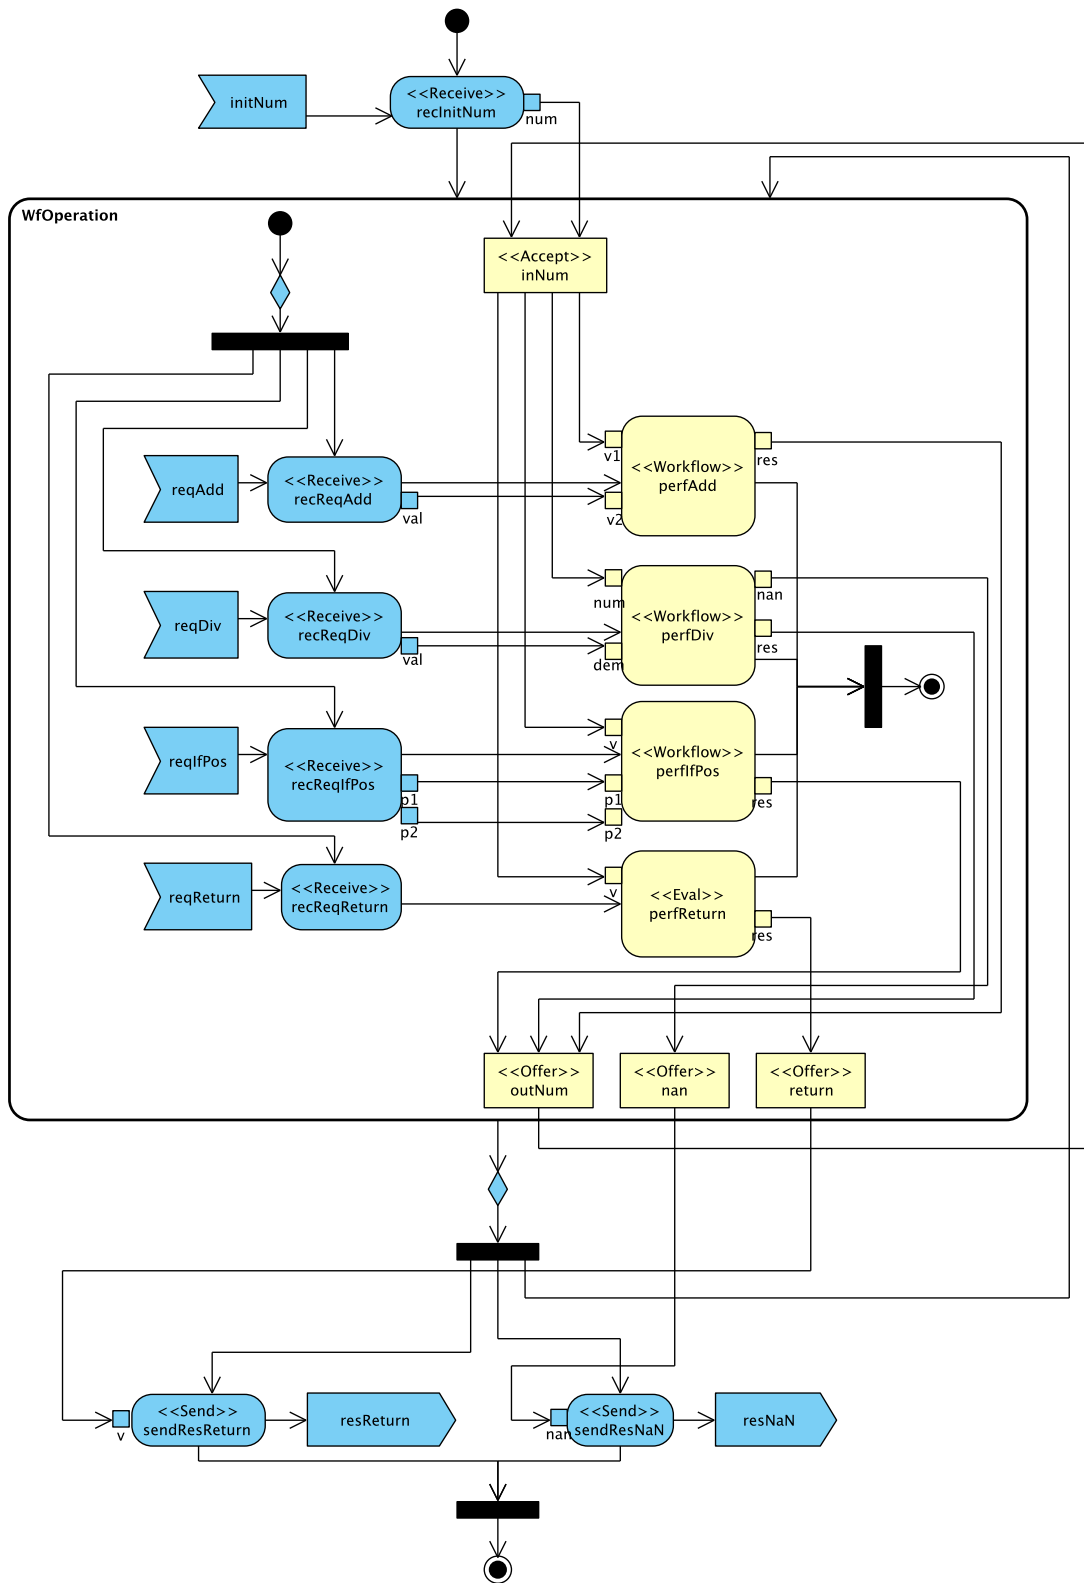 initNum
<<Receive>>
recInitNum
num
WfOperation
<<Accept>>
inNum
reqAdd
<<Receive>>
recReqAdd
val
v1
v2
<<Workflow>>
perfAdd
res
reqDiv
<<Receive>>
recReqDiv
val
num
dem
<<Workflow>>
perfDiv
nan
res
reqIfPos
<<Receive>>
recReqIfPos
p1
p2
v
p1
p2
<<Workflow>>
perfIfPos
res
reqReturn
<<Receive>>
recReqReturn
v
<<Eval>>
perfReturn
res
<<Offer>>
outNum
<<Offer>>
nan
<<Offer>>
return
v
<<Send>>
sendResReturn
resReturn
nan
<<Send>>
sendResNaN
resNaN